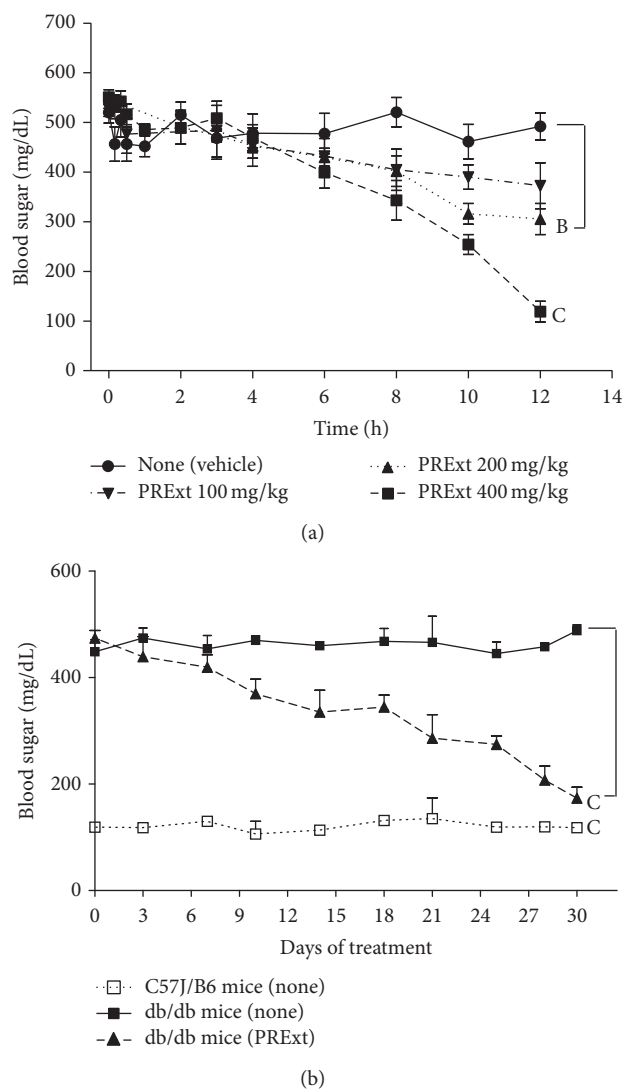 700
600
500
400
300
200
100
0
Blood sugar (mg/dL)
B
C
0 2 4 6 8 10 12 14
Time (h)
None (vehicle) PRExt 200 mg/kg
PRExt 100 mg/kg PRExt 400 mg/kg
(a)
600
400
200
0
Blood sugar (mg/dL)
C
C
0 3 6 9 12 15 18 21 24 27 30
Days of treatment
C57J/B6 mice (none)
db/db mice (none)
db/db mice (PRExt)
(b)